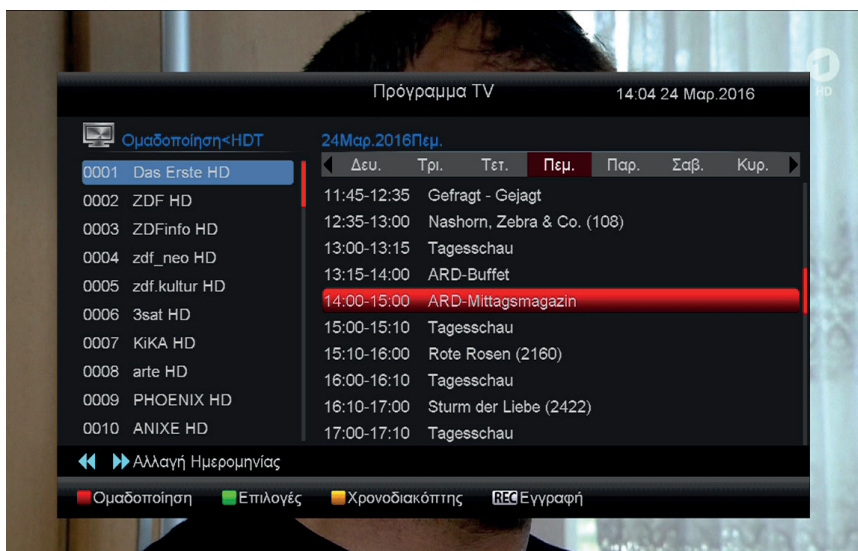 Πρόγραμμα TV 14:04 24 Μαρ.2016
1 HD
Ομαδοποίηση<HDT 24Μαρ.2016Πεμ.
Δευ. Τρι. Τετ. Πεμ. Παρ. Σαβ. Κυρ.
0001 Das Erste HD
0002 ZDF HD
0003 ZDFinfo HD
0004 zdf_neo HD
0005 zdf.kultur HD
0006 3sat HD
0007 KiKA HD
0008 arte HD
0009 PHOENIX HD
0010 ANIXE HD
11:45-12:35 Gefragt - Gejagt
12:35-13:00 Nashorn, Zebra & Co. (108)
13:00-13:15 Tagesschau
13:15-14:00 ARD-Buffet
14:00-15:00 ARD-Mittagsmagazin
15:00-15:10 Tagesschau
15:10-16:00 Rote Rosen (2160)
16:00-16:10 Tagesschau
16:10-17:00 Sturm der Liebe (2422)
17:00-17:10 Tagesschau
Αλλαγή Ημερομηνίας
Ομαδοποίηση Επιλογές Χρονοδιακόπτης REC Εγγραφή